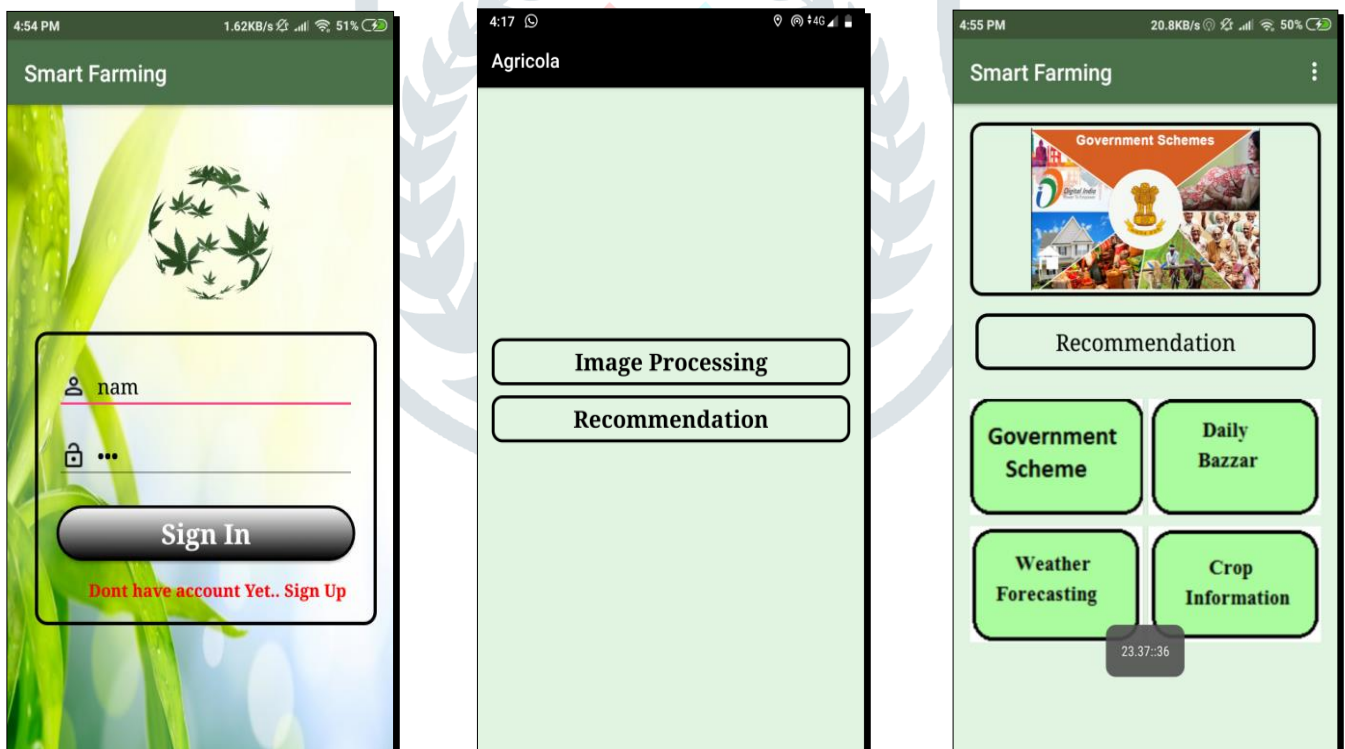 4:54 PM 1.62KB/s 51%
Smart Farming
nam
•••
Sign In
Dont have account Yet.. Sign Up
4:17 4G
Agricola
Image Processing
Recommendation
4:55 PM 20.8KB/s 50%
Smart Farming
Government Schemes
Digital India
Recommendation
Government
Scheme
Daily
Bazzar
Weather
Forecasting
Crop
Information
23.37::36